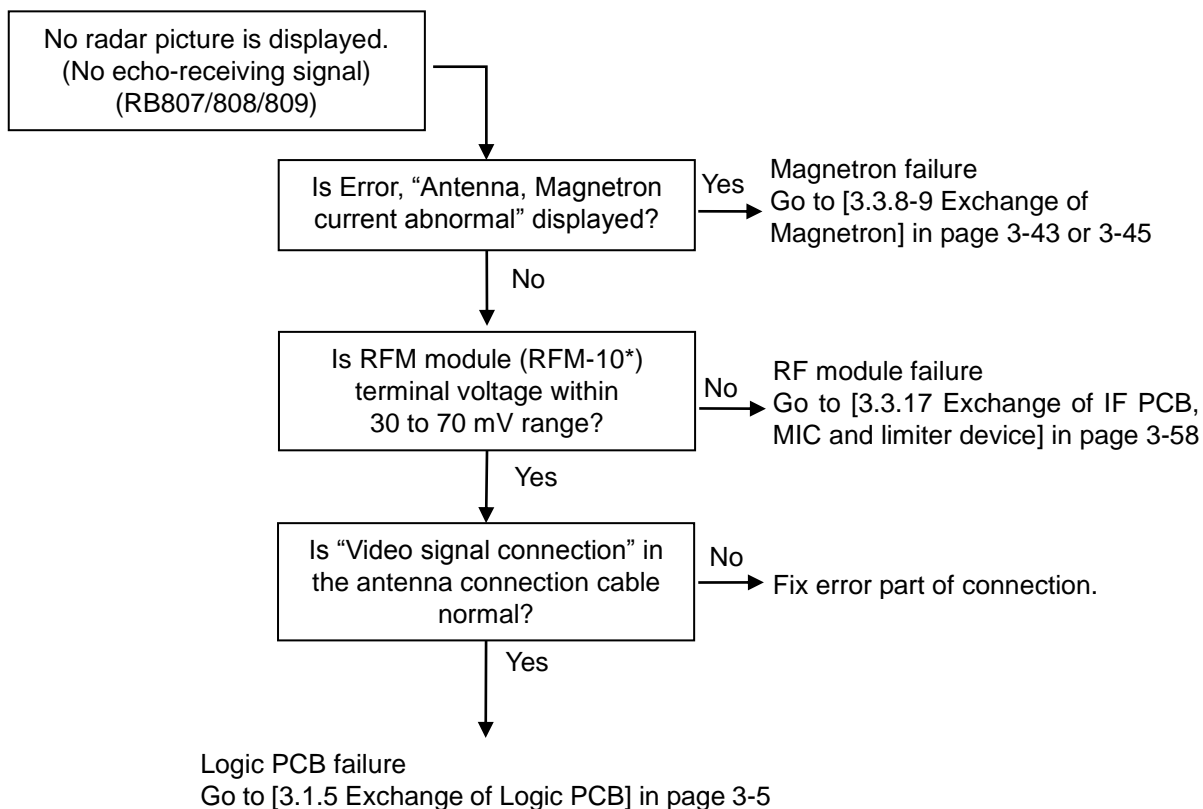 No radar picture is displayed.
(No echo-receiving signal)
(RB807/808/809)
Is Error, “Antenna, Magnetron
current abnormal” displayed?
Yes
Magnetron failure
Go to [3.3.8-9 Exchange of
Magnetron] in page 3-43 or 3-45
No
Is RFM module (RFM-10*)
terminal voltage within
30 to 70 mV range?
No
RF module failure
Go to [3.3.17 Exchange of IF PCB,
MIC and limiter device] in page 3-58
Yes
Is “Video signal connection” in
the antenna connection cable
normal?
No
Fix error part of connection.
Yes
Logic PCB failure
Go to [3.1.5 Exchange of Logic PCB] in page 3-5